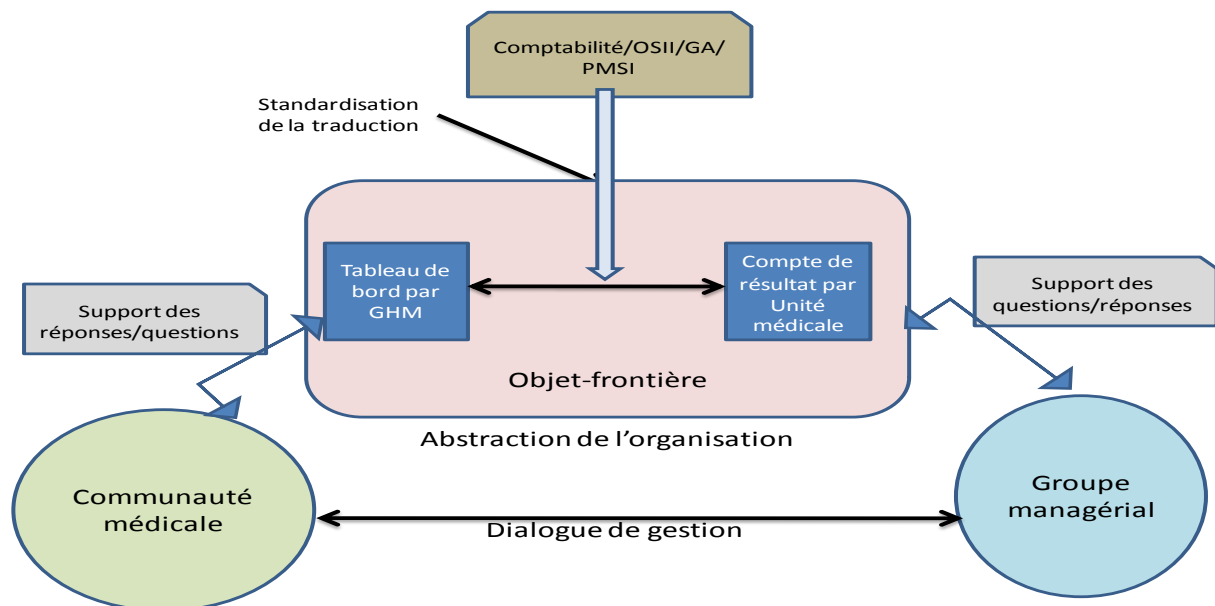 Comptabilité/OSII/GA/
PMSI
Standardisation
de la traduction
Tableau de
bord par
GHM
Compte de
résultat par
Unité
médicale
Support des
réponses/questions
Support des
questions/réponses
Objet-frontière
Abstraction de l’organisation
Communauté
médicale
Groupe
managérial
Dialogue de gestion